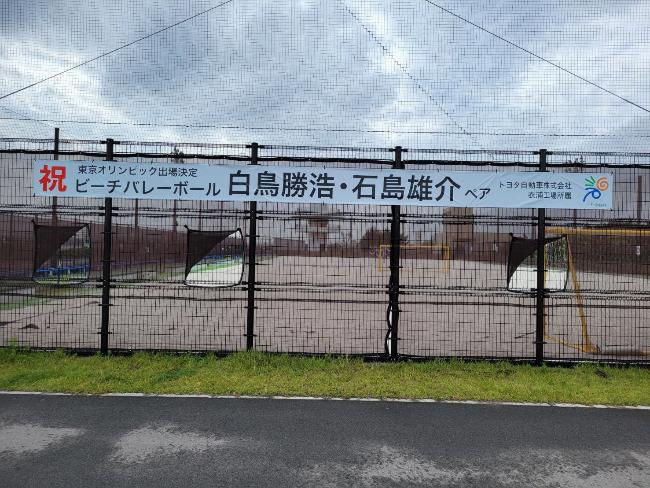 祝
東京オリンピック出場決定
ビーチバレーボール 白鳥勝浩・石島雄介 ペア
トヨタ自動車株式会社
衣浦工場所属